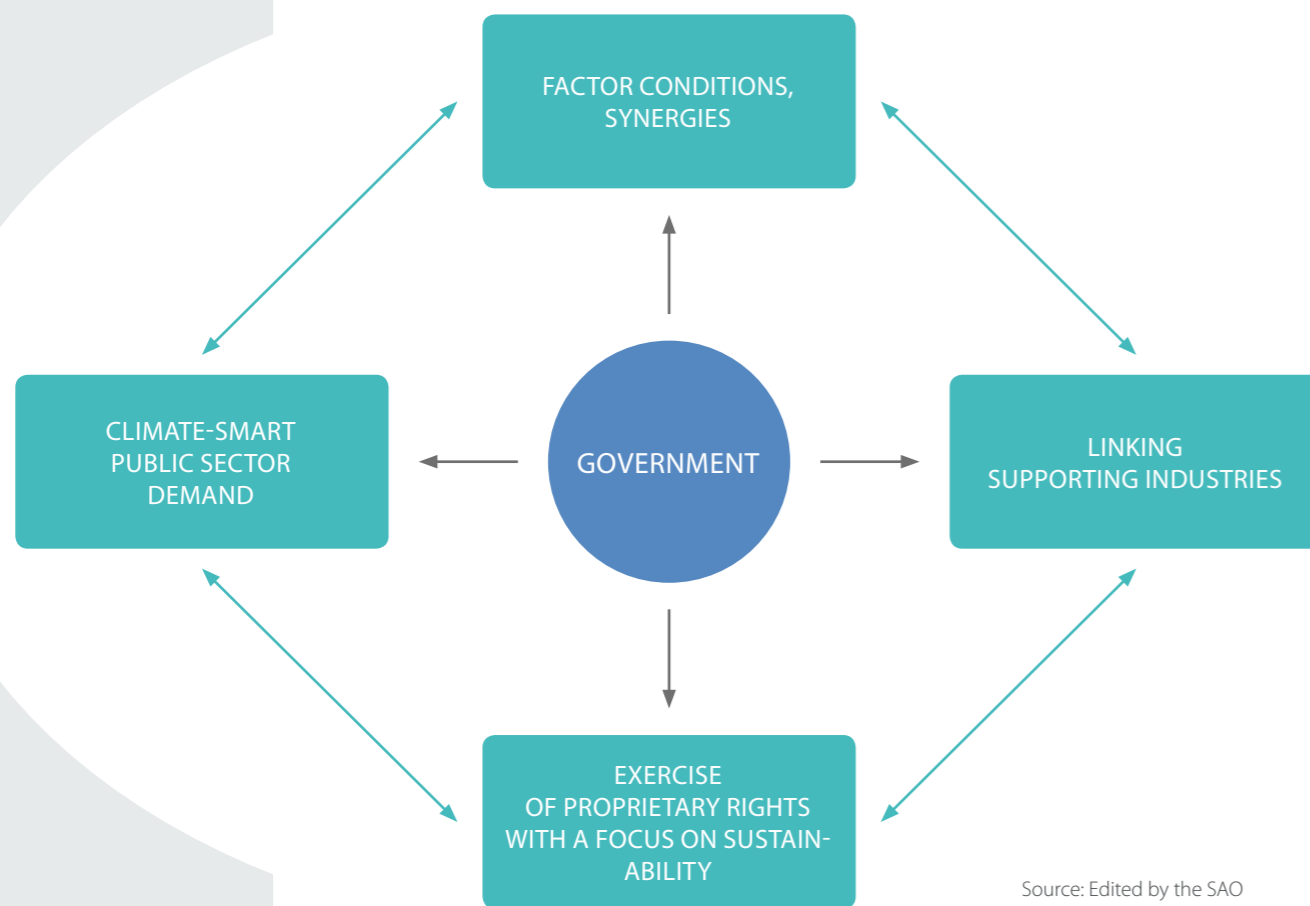 FACTOR CONDITIONS,
SYNERGIES
CLIMATE-SMART
PUBLIC SECTOR
DEMAND
GOVERNMENT
LINKING
SUPPORTING INDUSTRIES
EXERCISE
OF PROPRIETARY RIGHTS
WITH A FOCUS ON SUSTAIN-
ABILITY
Source: Edited by the SAO